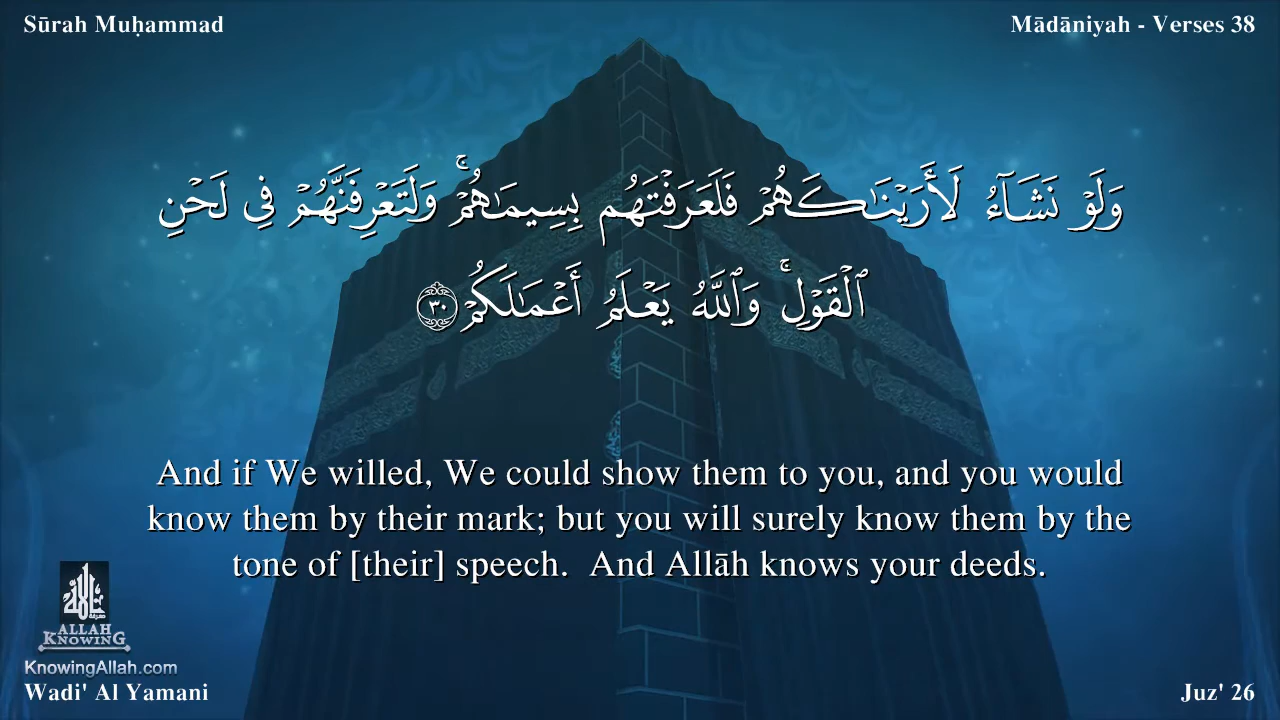 Sūrah Muḥammad
Mādāniyah - Verses 38
وَلَوْ نَشَآءُ لَأَرَيْنَٰكَهُمْ فَلَعَرَفْتَهُم بِسِيمَٰهُمْ ۚ وَلَتَعْرِفَنَّهُمْ فِى لَحْنِ
ٱلْقَوْلِ ۚ وَٱللَّهُ يَعْلَمُ أَعْمَٰلَكُمْ ٣٠
And if We willed, We could show them to you, and you would
know them by their mark; but you will surely know them by the
tone of [their] speech.  And Allāh knows your deeds.
ALLAH
KNOWING
KnowingAllah.com
Wadi' Al Yamani
Juz' 26